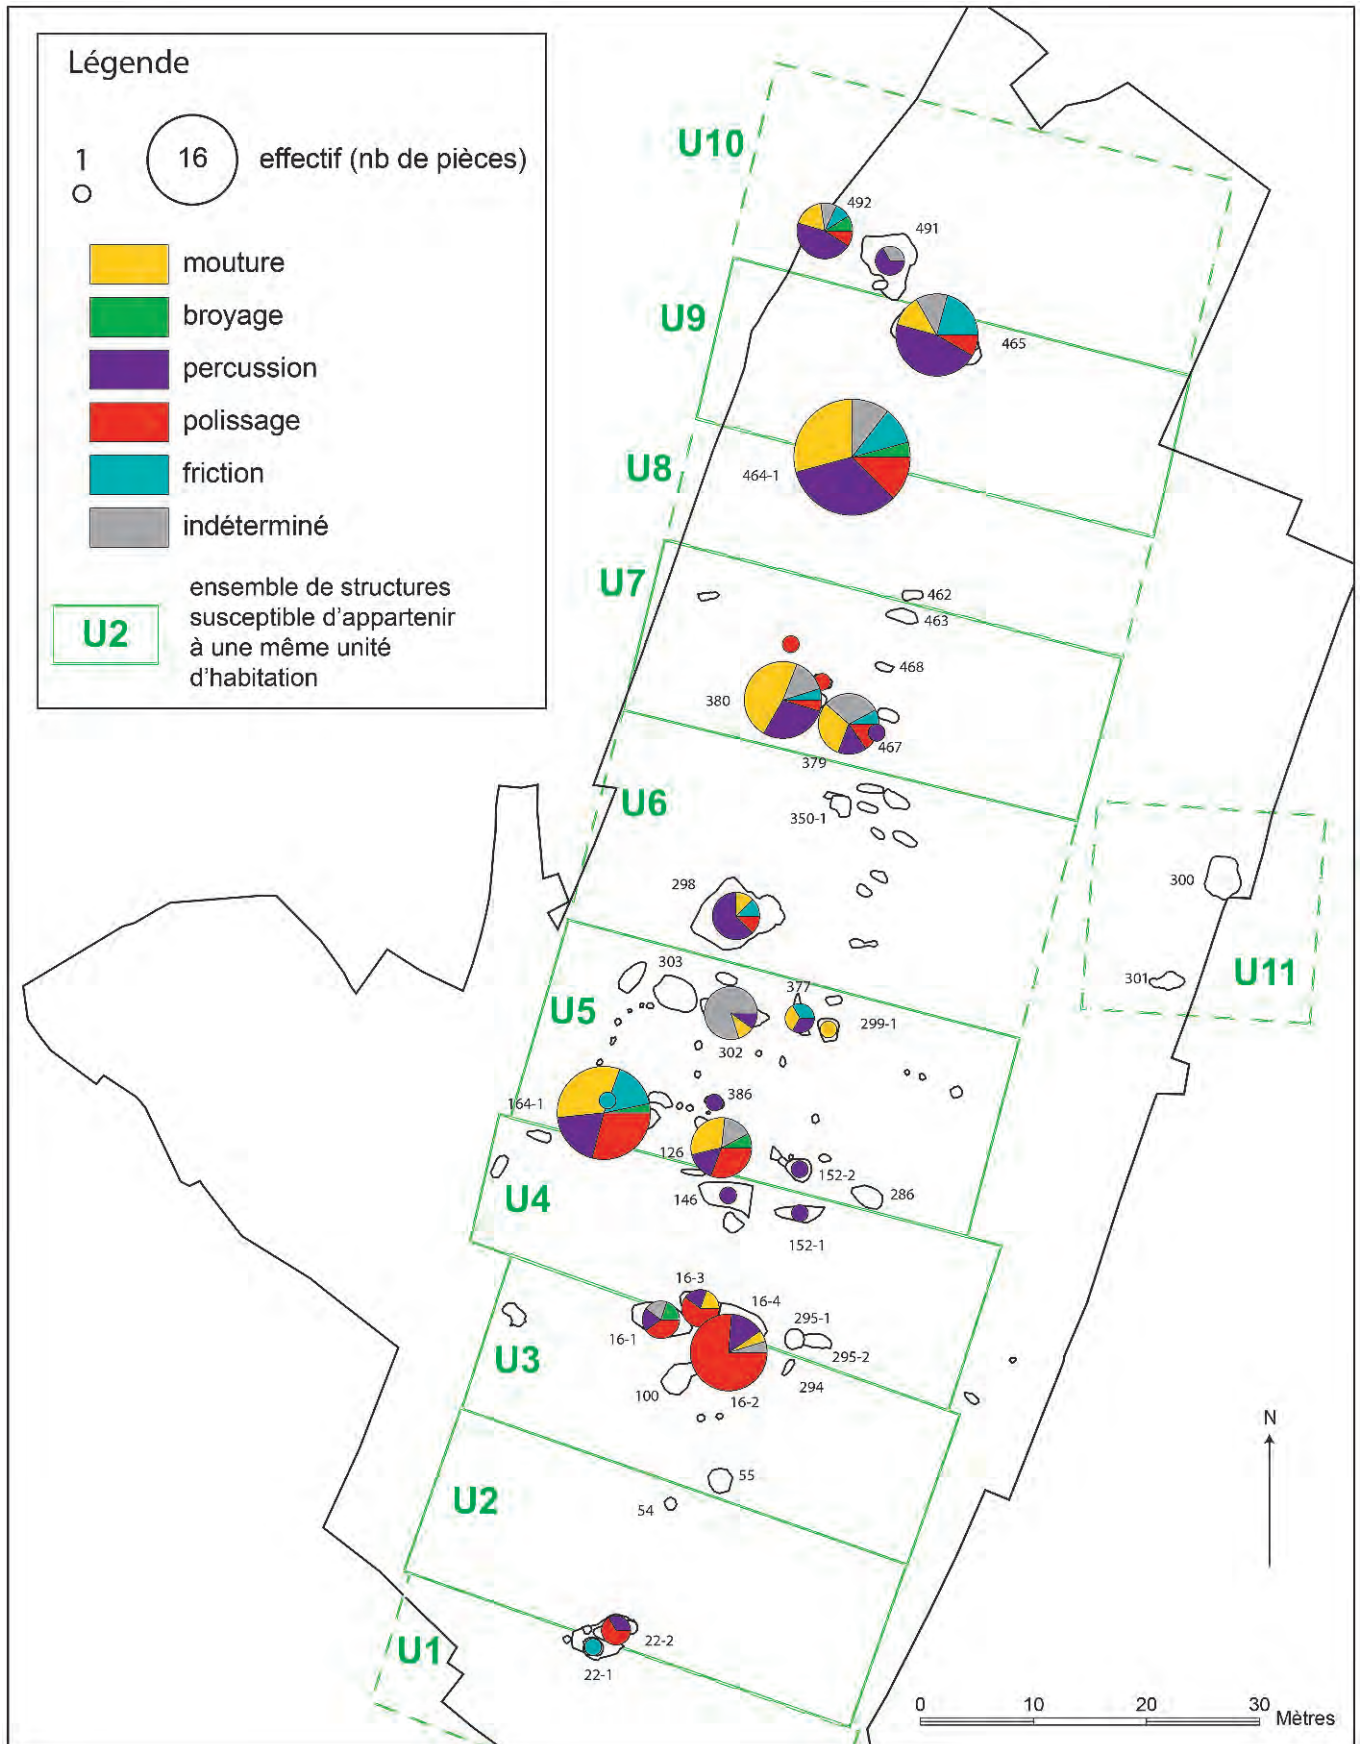 Légende
1
16
effectif (nb de pièces)
mouture
broyage
percussion
polissage
friction
indéterminé
U2
ensemble de structures
susceptible d'appartenir
à une même unité
d'habitation
U10
492
491
U9
465
U8
464-1
U7
462
463
468
380
467
379
U6
350-1
298
300
301
U11
303
377
U5
299-1
302
164-1
386
126
152-2
146
286
U4
152-1
16-3
16-4
295-1
16-1
295-2
U3
294
100
16-2
N
55
U2
54
22-2
U1
22-1
0 10 20 30
Mètres